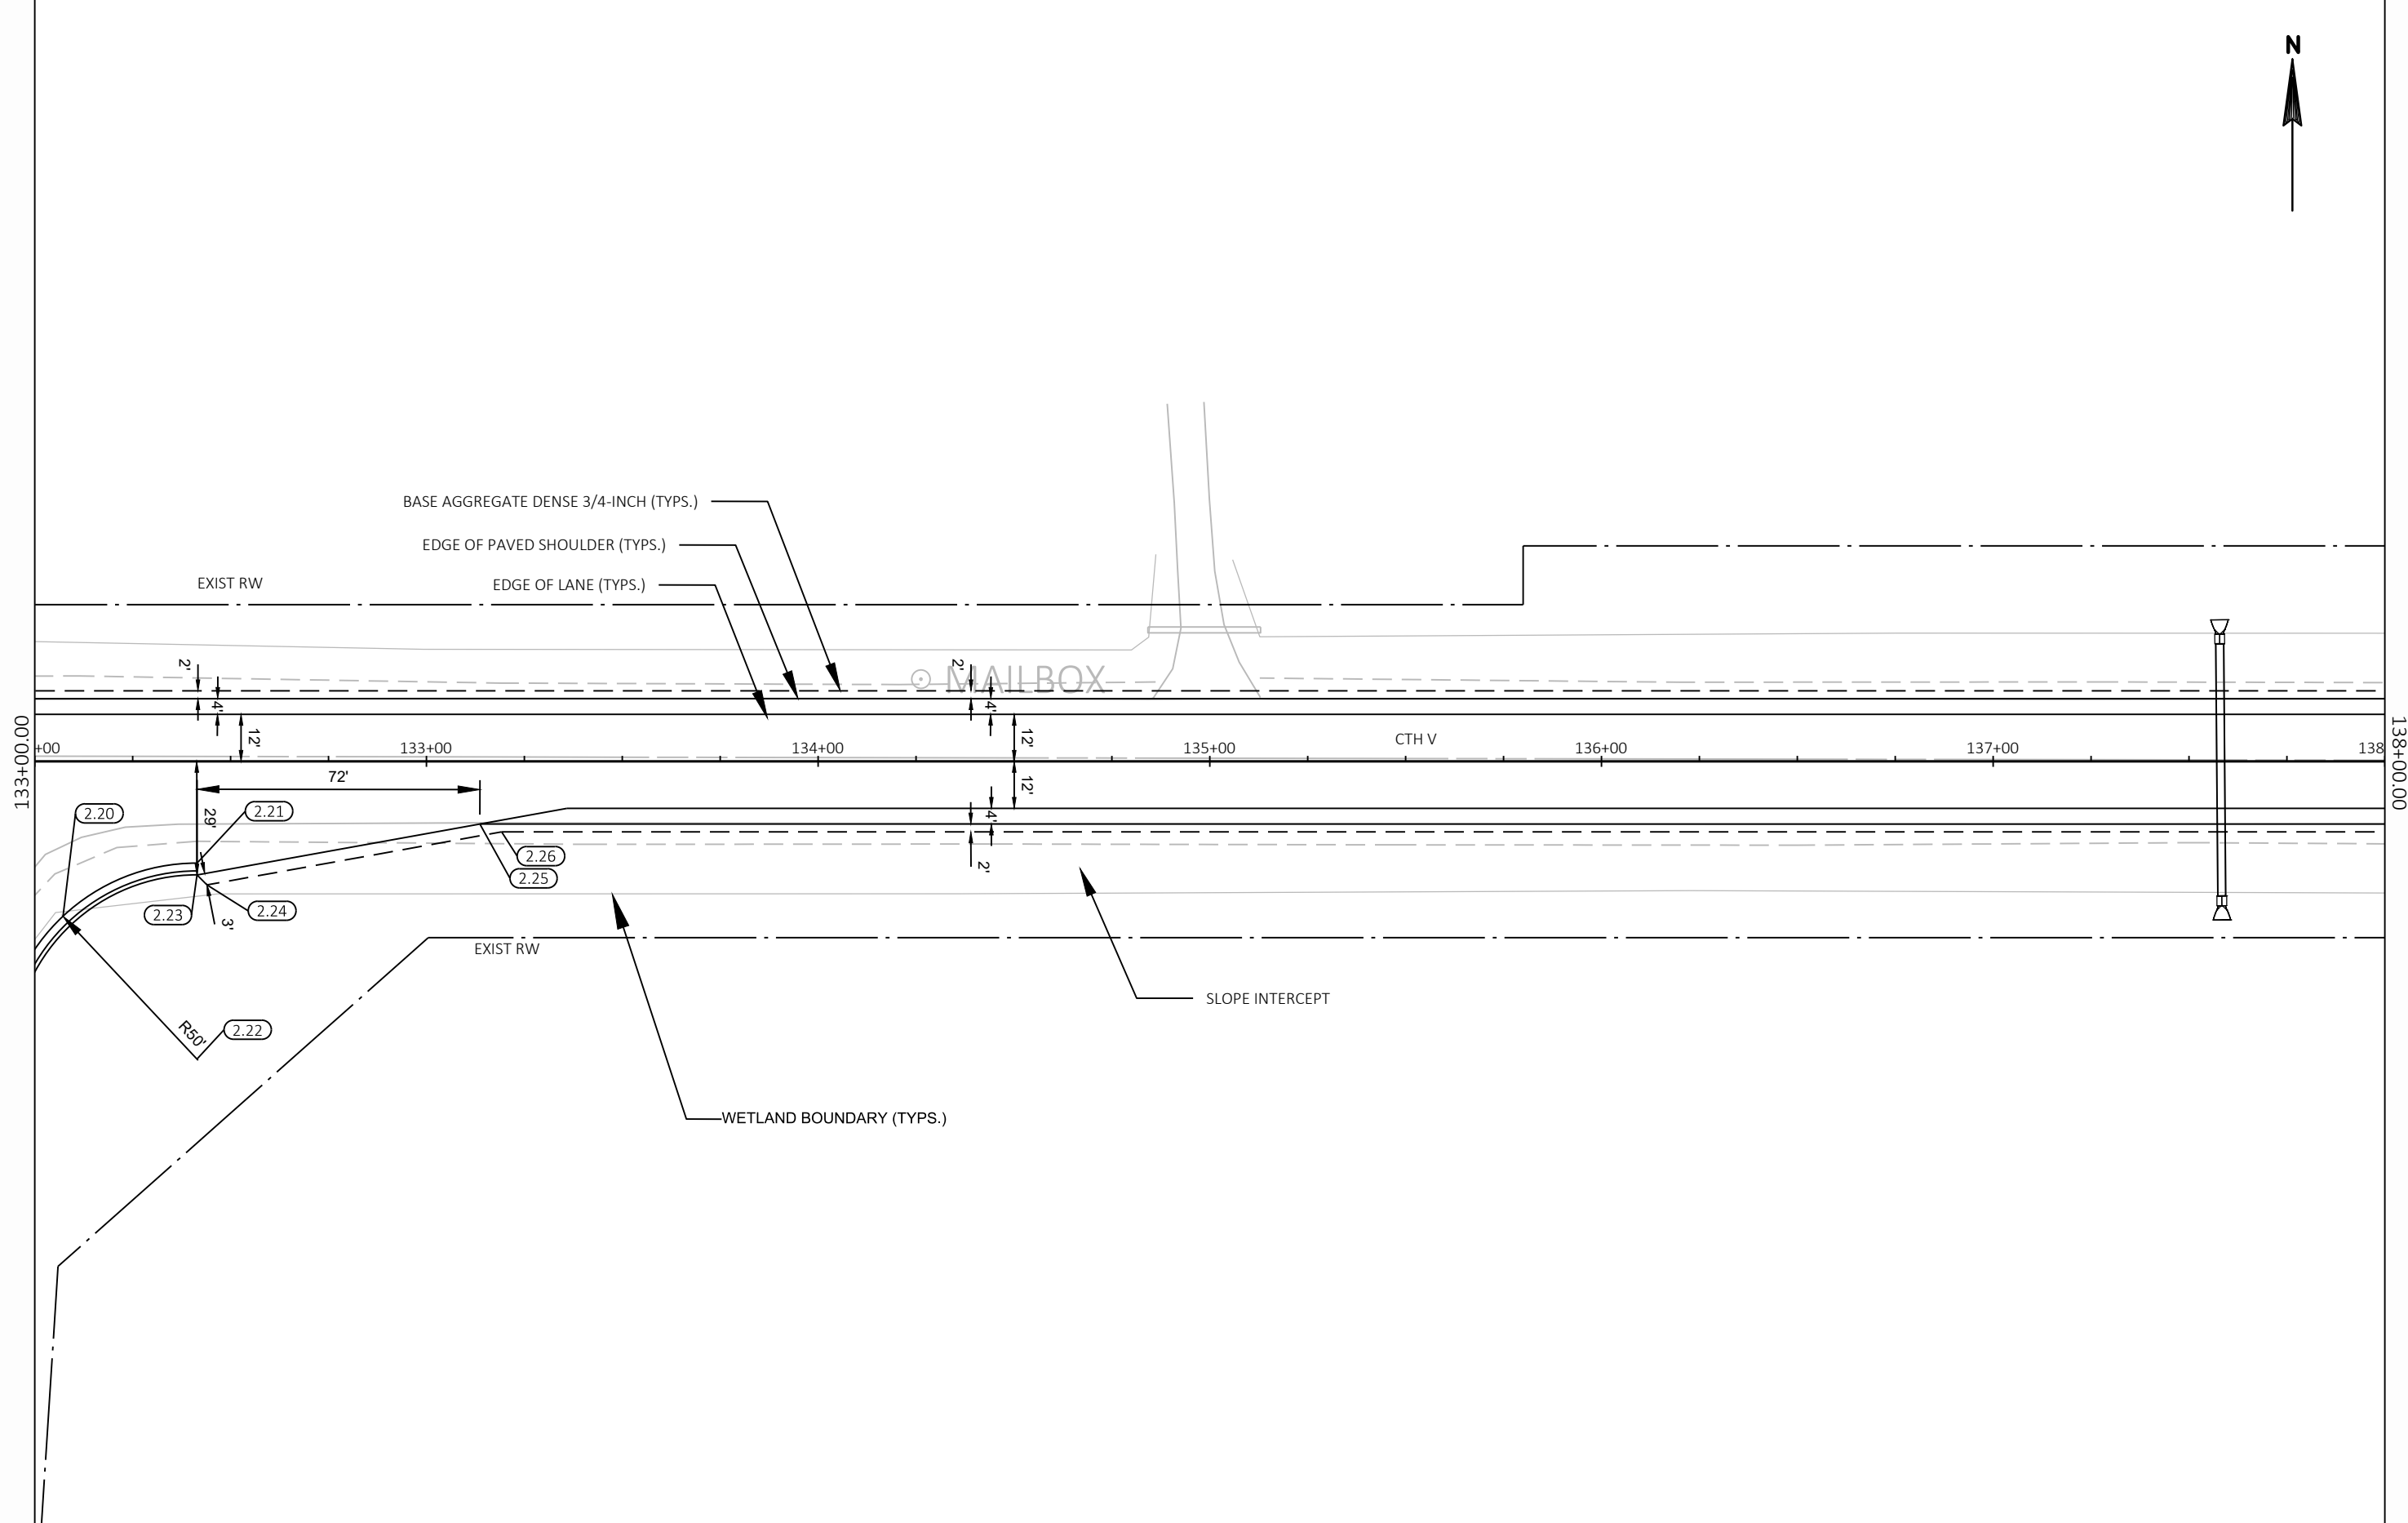 N
BASE AGGREGATE DENSE 3/4-INCH (TYPS.)
EDGE OF PAVED SHOULDER (TYPS.)
EXIST RW
EDGE OF LANE (TYPS.)
2'
2'
MAILBOX
4'
4'
12'
12'
133+00.00
+00
133+00
134+00
135+00
CTH V
136+00
137+00
138
138+00.00
72'
12'
2.20
29'
2.21
4'
2.26
2'
2.25
2.23
2.24
3'
EXIST RW
SLOPE INTERCEPT
R50'
2.22
WETLAND BOUNDARY (TYPS.)